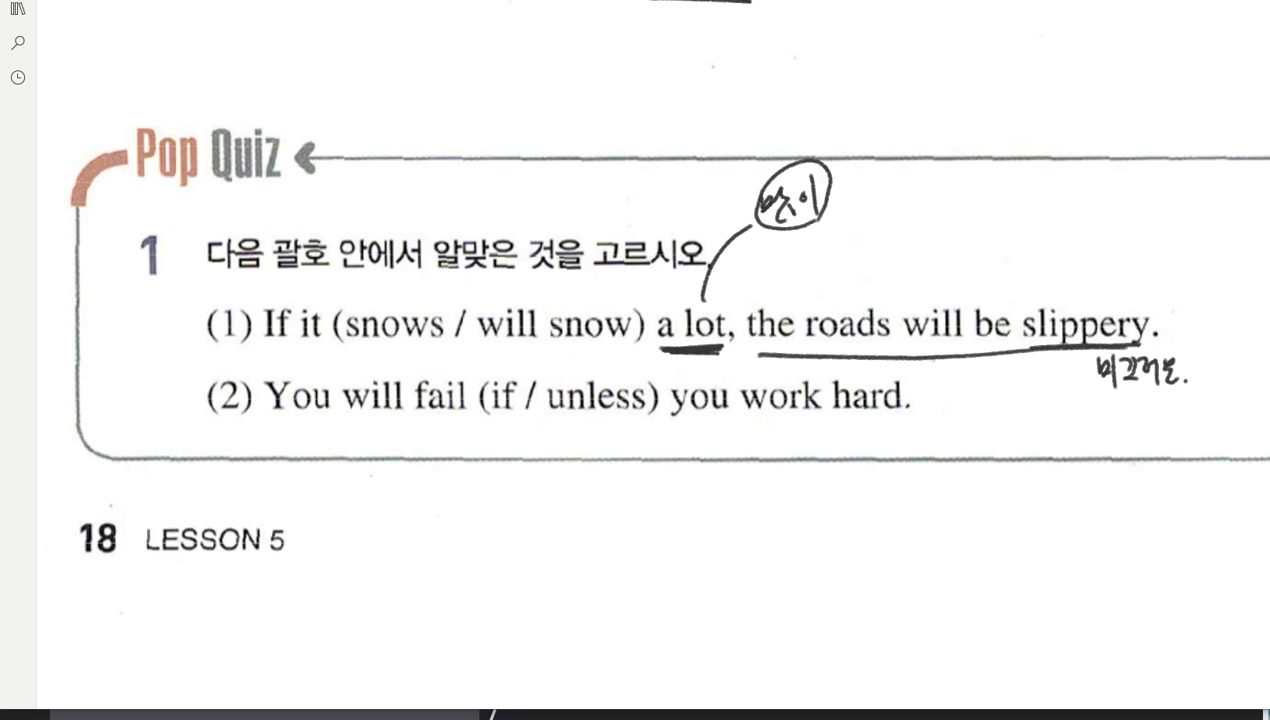 Pop Quiz
많이
1 다음 괄호 안에서 알맞은 것을 고르시오.
(1) If it (snows / will snow) a lot, the roads will be slippery.
미끄러운.
(2) You will fail (if / unless) you work hard.
18 LESSON 5